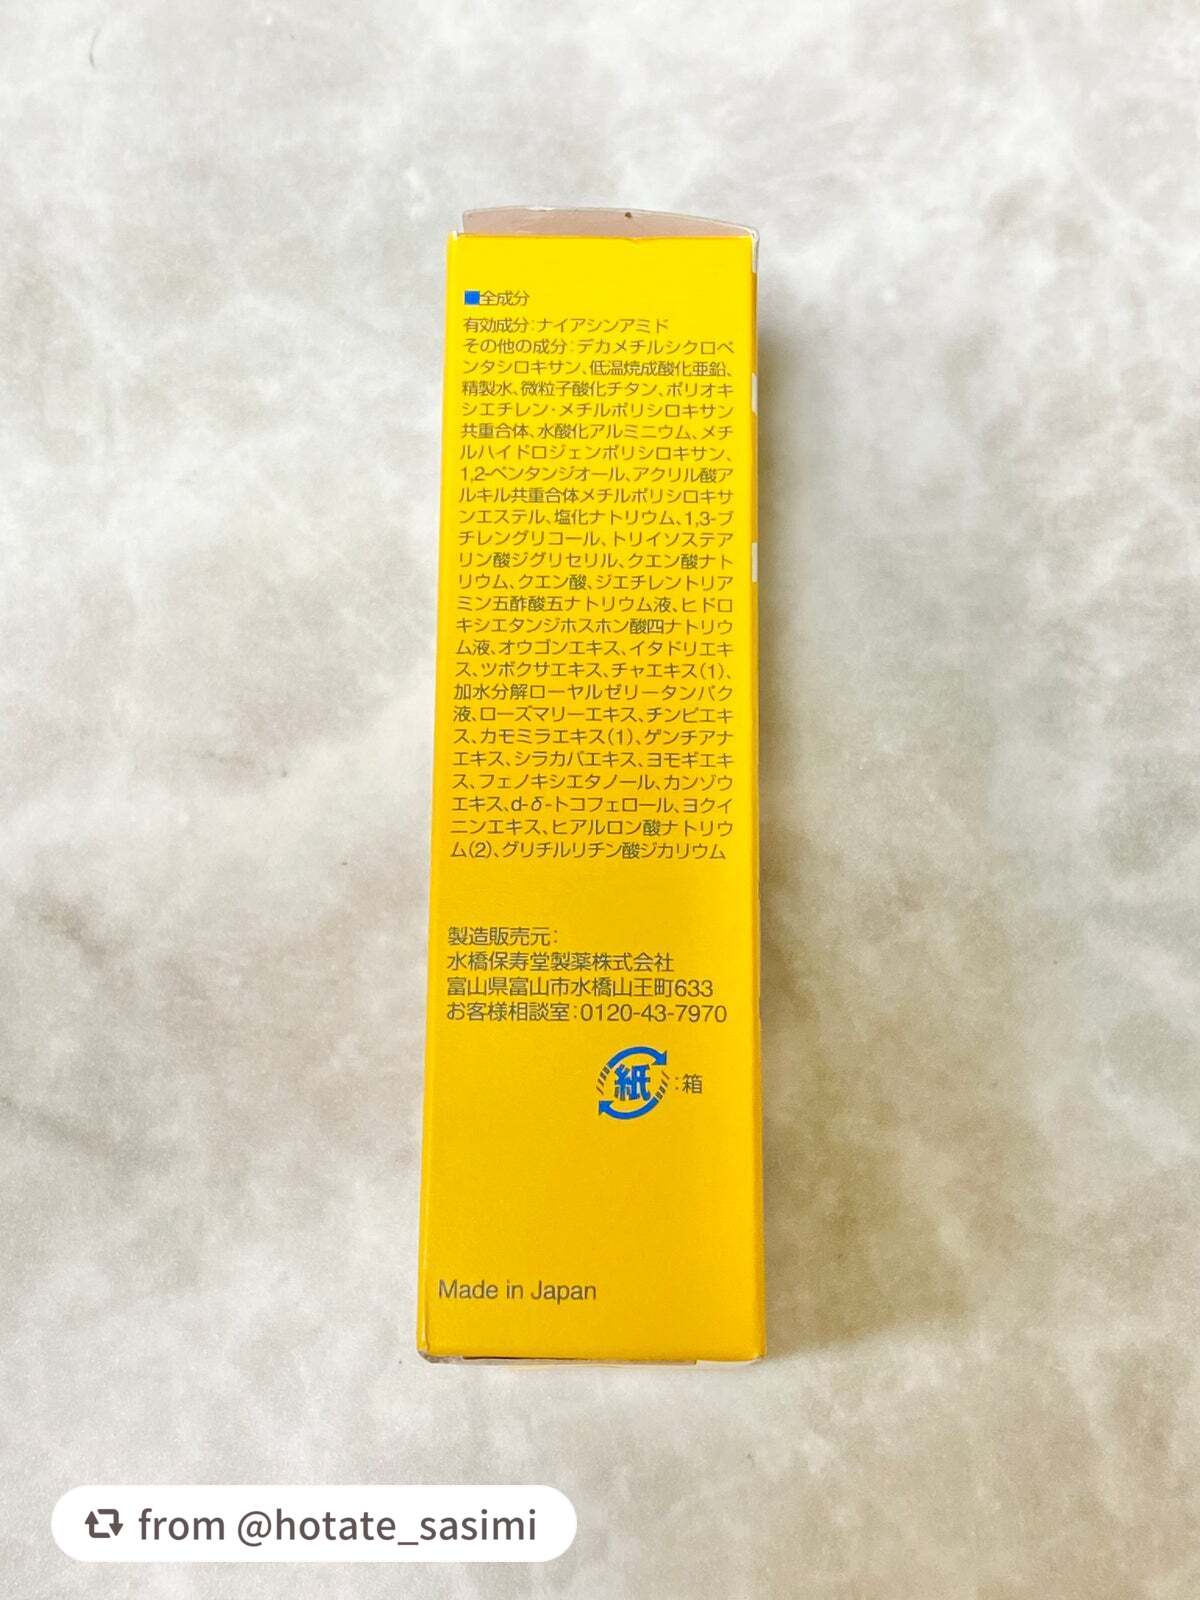 ■全成分
有効成分:ナイアシンアミド
その他の成分:デカメチルシクロペ
ンタシロキサン、低温焼成酸化亜鉛、
精製水、微粒子酸化チタン、ポリオキ
シエチレン・メチルポリシロキサン
共重合体、水酸化アルミニウム、メチ
ルハイドロジェンポリシロキサン、
1,2-ペンタンジオール、アクリル酸ア
ルキル共重合体メチルポリシロキサ
ンエステル、塩化ナトリウム、1,3-ブ
チレングリコール、トリイソステア
リン酸ジグリセリル、クエン酸ナト
リウム、クエン酸、ジエチレントリア
ミン五酢酸五ナトリウム液、ヒドロ
キシエタンジホスホン酸四ナトリウ
ム液、オウゴンエキス、イタドリエキ
ス、ツボクサエキス、チャエキス(1)、
加水分解ローヤルゼリータンパク
液、ローズマリーエキス、チンピエキ
ス、カモミラエキス(1)、ゲンチアナ
エキス、シラカバエキス、ヨモギエキ
ス、フェノキシエタノール、カンゾウ
エキス、d-δ-トコフェロール、ヨクイ
ニンエキス、ヒアルロン酸ナトリウ
ム(2)、グリチルリチン酸ジカリウム
製造販売元:
水橋保寿堂製薬株式会社
富山県富山市水橋山王町633
お客様相談室:0120-43-7970
紙:箱
Made in Japan
from @hotate_sasimi